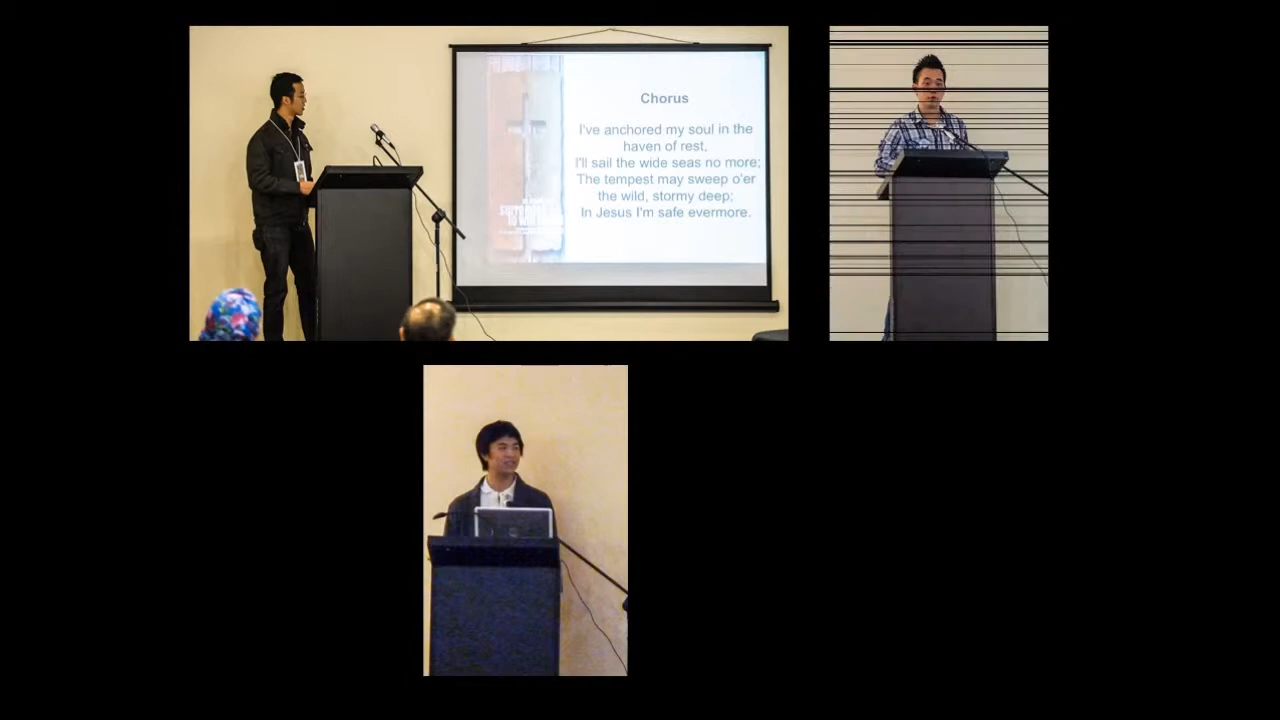 Chorus
I've anchored my soul in the
haven of rest,
I'll sail the wide seas no more;
The tempest may sweep o'er
the wild, stormy deep;
In Jesus I'm safe evermore.